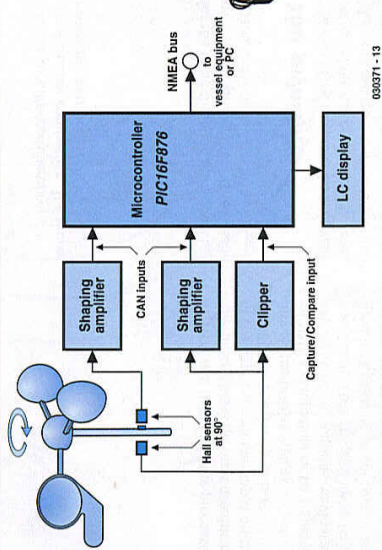 Hall sensors
at 90°
Shaping
amplifier
Shaping
amplifier
Clipper
CAN inputs
Capture/Compare input
Microcontroller
PIC16F876
NMEA bus
to
vessel equipment
or PC
LC display
030371 - 13